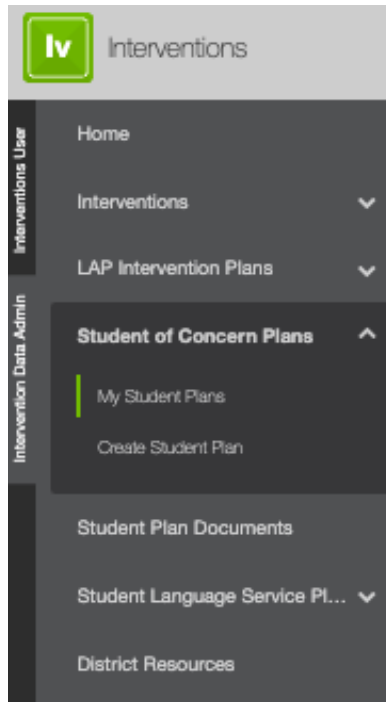 Iv
Interventions
Interventions User
Intervention Data Admin
Home
Interventions
LAP Intervention Plans
Student of Concern Plans
My Student Plans
Create Student Plan
Student Plan Documents
Student Language Service Pl...
District Resources